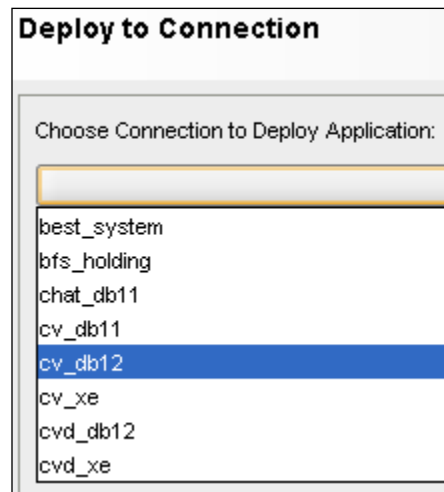 Deploy to Connection
Choose Connection to Deploy Application:
best_system
bfs_holding
chat_db11
cv_db11
cv_db12
cv_xe
cvd_db12
cvd_xe